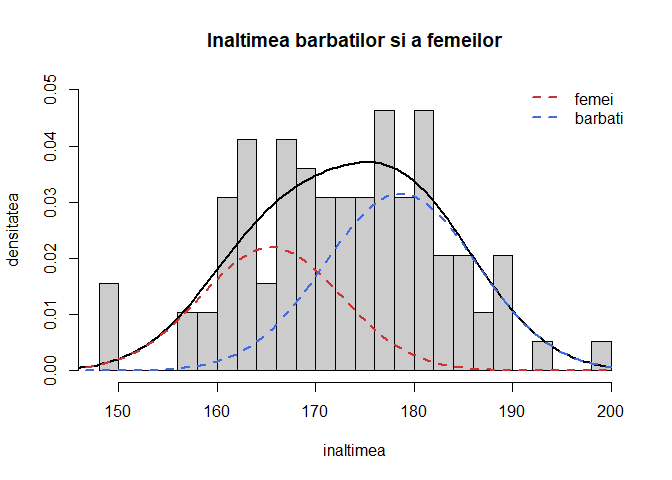 Inaltimea barbatilor si a femeilor
femei
barbati
densitatea
0.05
0.04
0.03
0.02
0.01
0.00
150 160 170 180 190 200
inaltimea